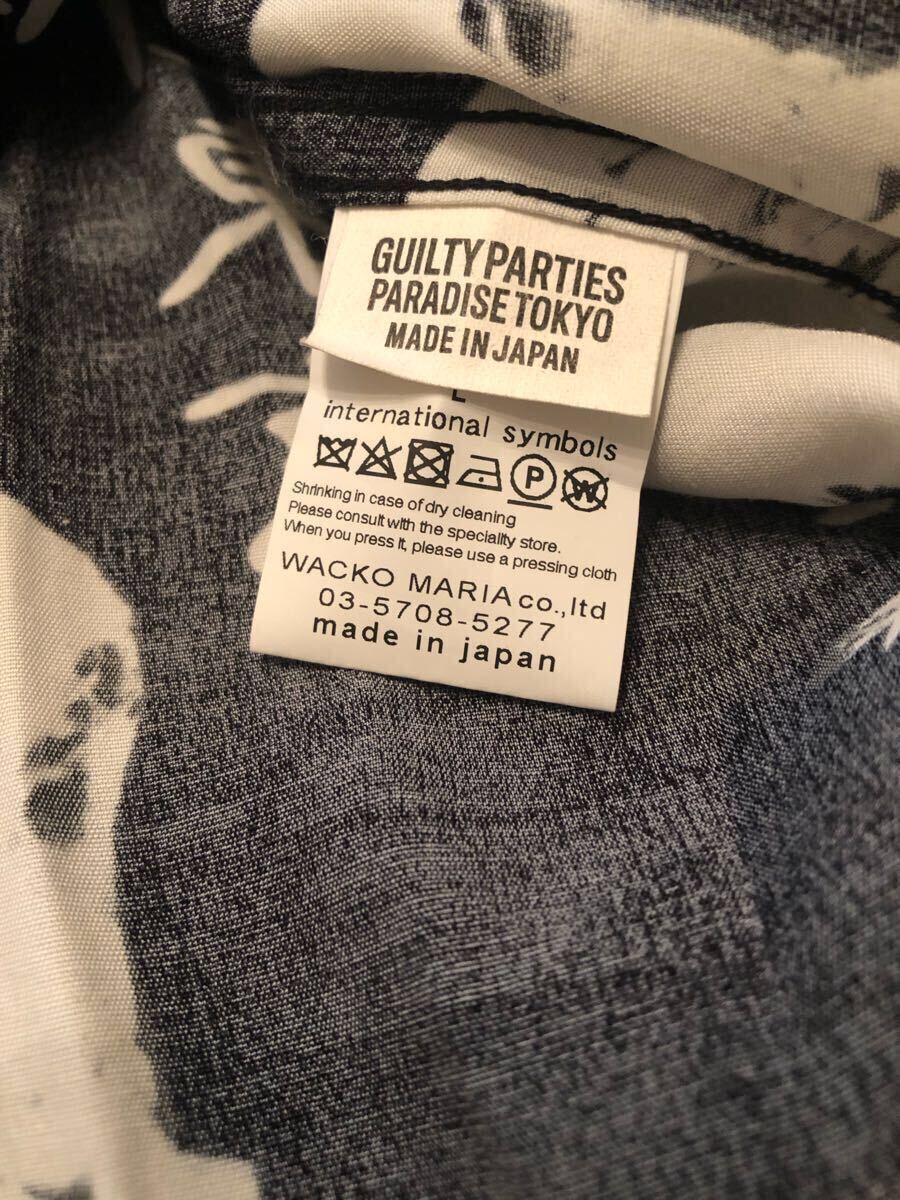 GUILTY PARTIES
PARADISE TOKYO
MADE IN JAPAN
L
international symbols
P W
Shrinking in case of dry cleaning
Please consult with the speciality store.
When you press it, please use a pressing cloth
WACKO MARIA co.,ltd
03-5708-5277
made in japan